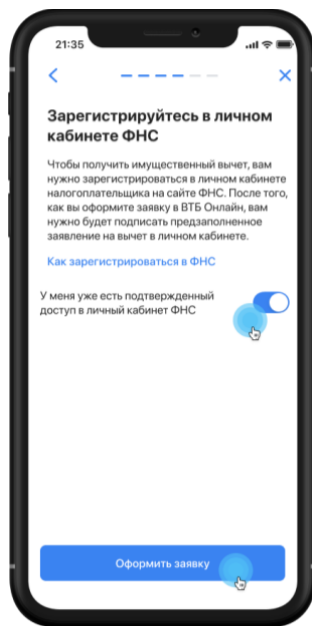 21:35
Зарегистрируйтесь в личном
кабинете ФНС
Чтобы получить имущественный вычет, вам
нужно зарегистрироваться в личном кабинете
налогоплательщика на сайте ФНС. После того,
как вы оформите заявку в ВТБ Онлайн, вам
нужно будет подписать предзаполненное
заявление на вычет в личном кабинете.
Как зарегистрироваться в ФНС
У меня уже есть подтвержденный
доступ в личный кабинет ФНС
Оформить заявку